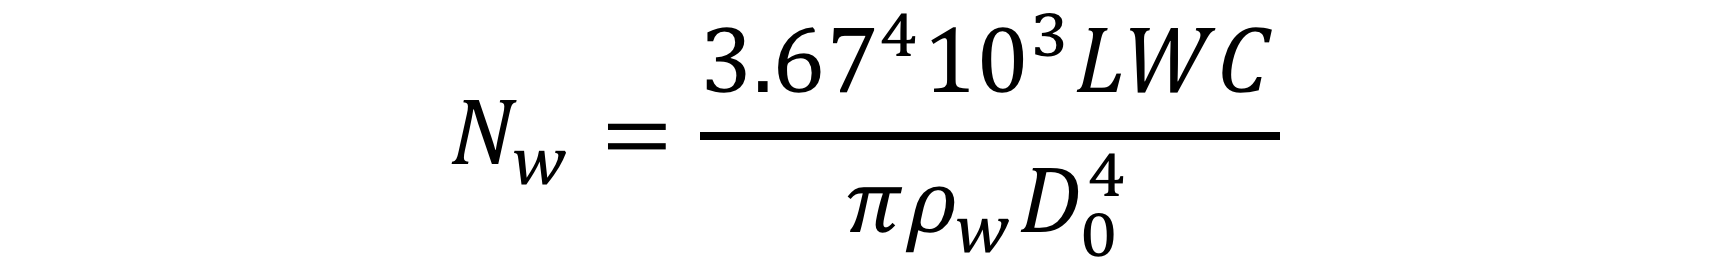 N_w = \frac{3.67^4 10^3 LWC}{\pi \rho_w D_0^4}